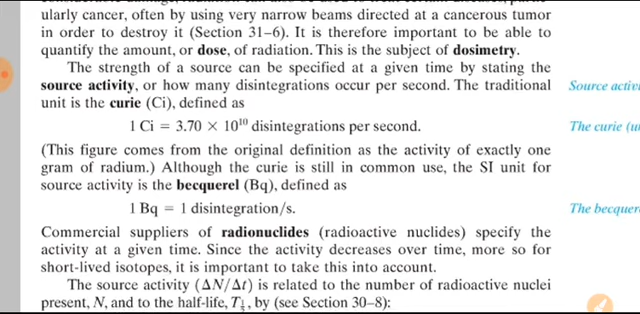 ularly cancer, often by using very narrow beams directed at a cancerous tumor
in order to destroy it (Section 31–6). It is therefore important to be able to
quantify the amount, or dose, of radiation. This is the subject of dosimetry.
The strength of a source can be specified at a given time by stating the
source activity, or how many disintegrations occur per second. The traditional
unit is the curie (Ci), defined as
Source activi
1 Ci = 3.70 × 10¹⁰ disintegrations per second.
The curie (u
(This figure comes from the original definition as the activity of exactly one
gram of radium.) Although the curie is still in common use, the SI unit for
source activity is the becquerel (Bq), defined as
1 Bq = 1 disintegration/s.
The becquer
Commercial suppliers of radionuclides (radioactive nuclides) specify the
activity at a given time. Since the activity decreases over time, more so for
short-lived isotopes, it is important to take this into account.
The source activity (ΔN/Δt) is related to the number of radioactive nuclei
present, N, and to the half-life, T½, by (see Section 30–8):